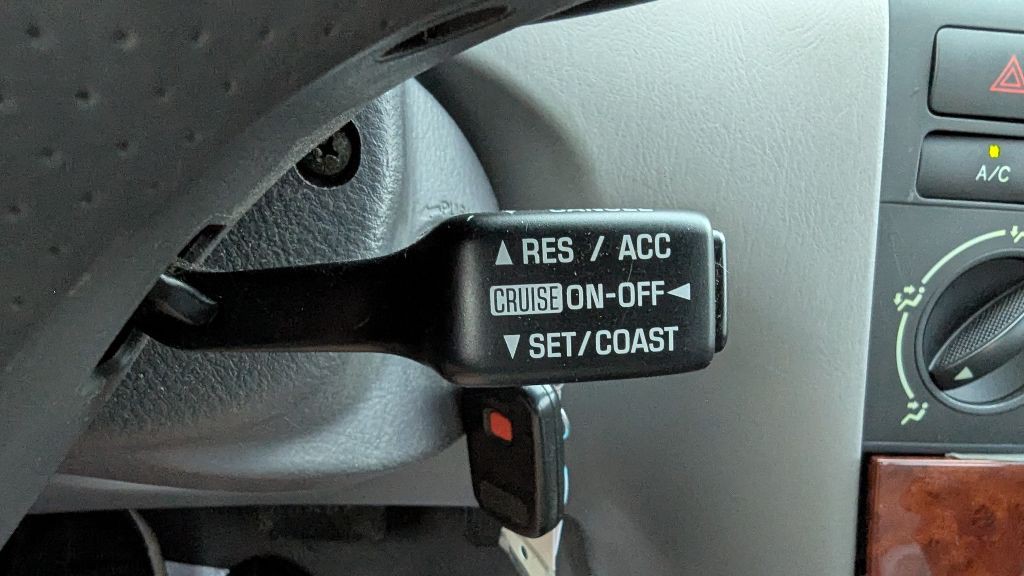 ▲ RES / ACC
CRUISE ON-OFF ◄
▼ SET/COAST
A/C